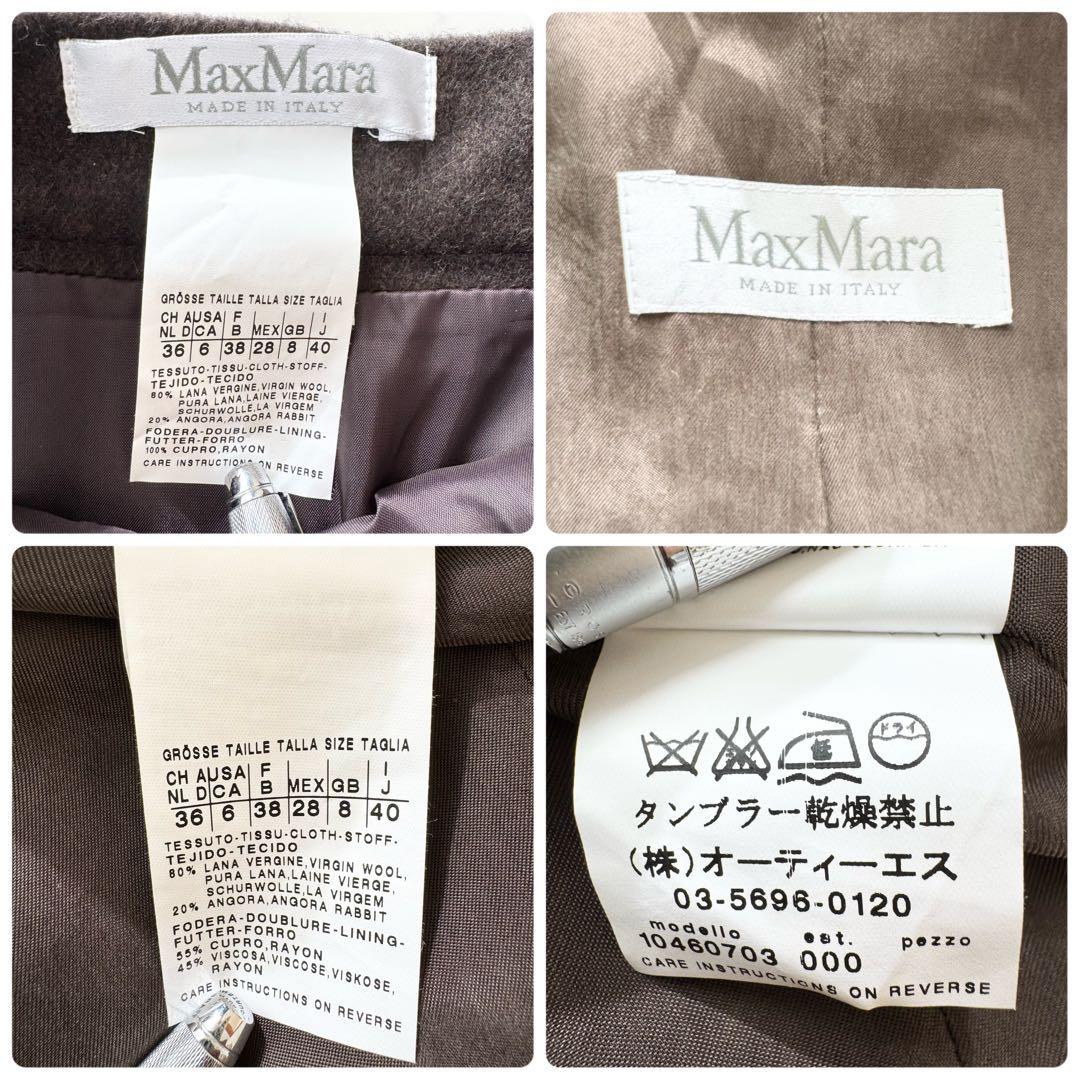 MaxMara
MADE IN ITALY
GRÖSSE TAILLE TALLA SIZE TAGLIA
CH A USA F I
NL D CA B MEX GB J
36 6 38 28 8 40
TESSUTO-TISSU-CLOTH-STOFF-
TEJIDO-TECIDO
80% LANA VERGINE,VIRGIN WOOL,
PURA LANA,LAINE VIERGE,
SCHURWOLLE,LA VIRGEM
20% ANGORA,ANGORA RABBIT
FODERA-DOUBLURE-LINING-
FUTTER-FORRO
100% CUPRO,RAYON
CARE INSTRUCTIONS ON REVERSE
MaxMara
MADE IN ITALY
GRÖSSE TAILLE TALLA SIZE TAGLIA
CH A USA F I
NL D CA B MEX GB J
36 6 38 28 8 40
TESSUTO-TISSU-CLOTH-STOFF-
TEJIDO-TECIDO
80% LANA VERGINE,VIRGIN WOOL,
PURA LANA,LAINE VIERGE,
SCHURWOLLE,LA VIRGEM
20% ANGORA,ANGORA RABBIT
FODERA-DOUBLURE-LINING-
FUTTER-FORRO
55% CUPRO,RAYON
45% VISCOSA,VISCOSE,VISKOSE,
RAYON
CARE INSTRUCTIONS ON REVERSE
低 ドライ
タンブラー乾燥禁止
(株)オーティーエス
03-5696-0120
modello est. pezzo
10460703 000
CARE INSTRUCTIONS ON REVERSE